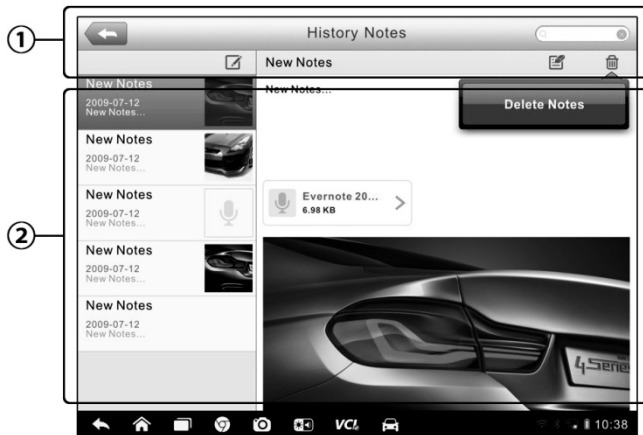 ①
History Notes
New Notes
New Notes
2009-07-12
New Notes...
New Notes
2009-07-12
New Notes...
New Notes
2009-07-12
New Notes...
New Notes
2009-07-12
New Notes...
New Notes
2009-07-12
New Notes...
②
New Notes...
Delete Notes
Evernote 20...
6.98 KB
4 Serie
VCI
10:38